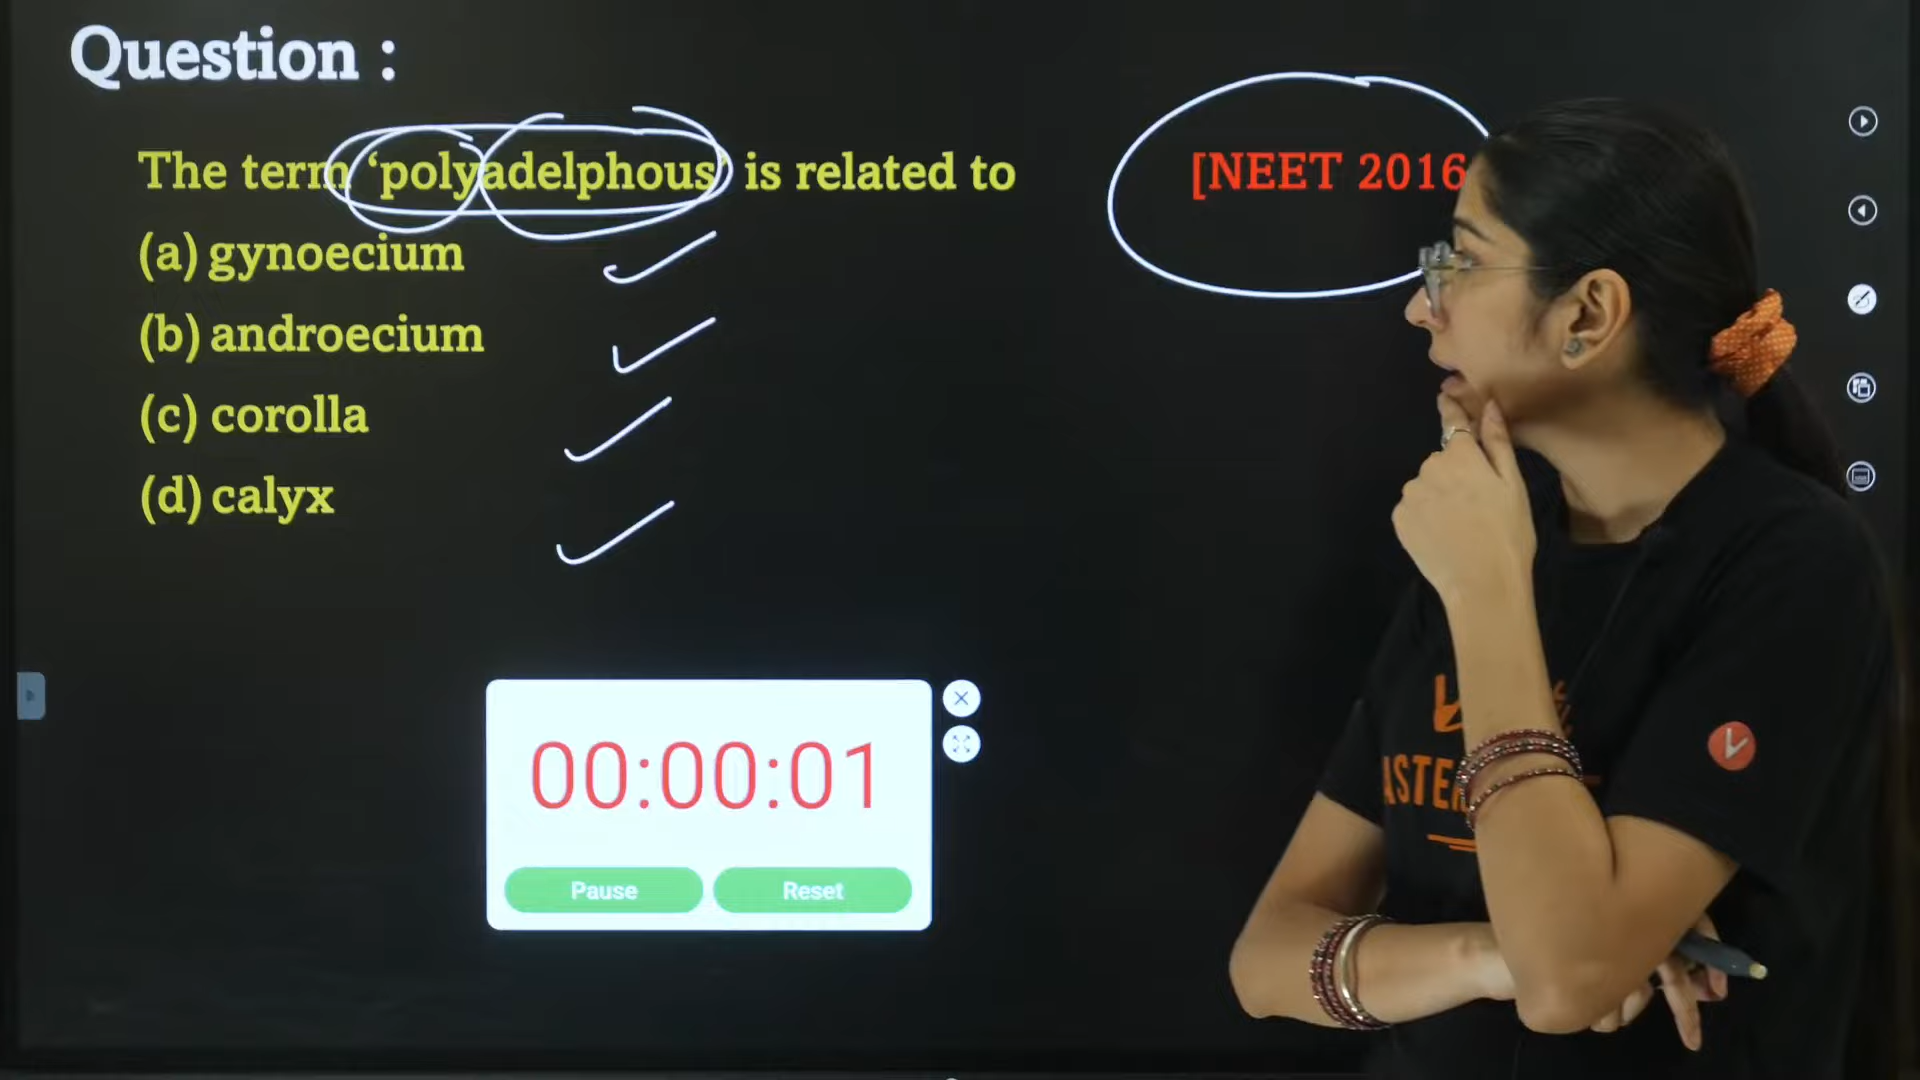 Question :
The term ‘polyadelphous’ is related to
[NEET 2016
(a) gynoecium
(b) androecium
(c) corolla
(d) calyx
00:00:01
Pause
Reset